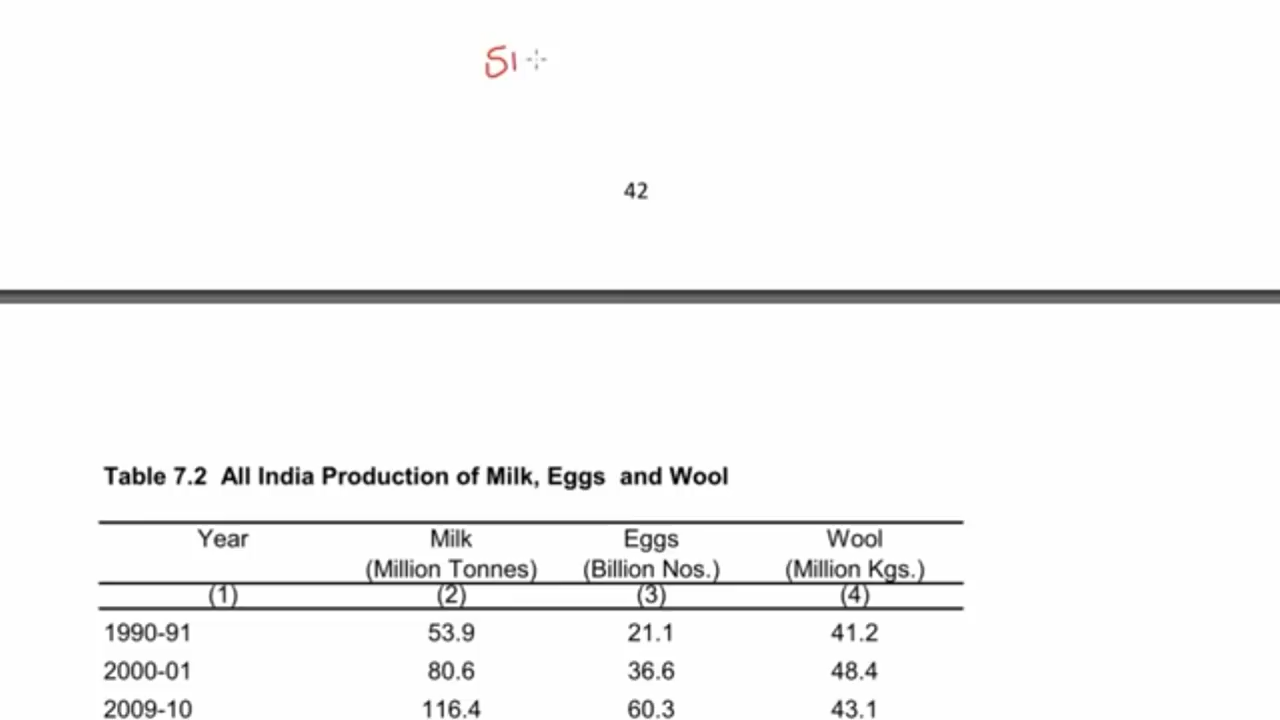 51
42
Table 7.2 All India Production of Milk, Eggs and Wool
Year Milk Eggs Wool
(Million Tonnes) (Billion Nos.) (Million Kgs.)
(1) (2) (3) (4)
1990-91 53.9 21.1 41.2
2000-01 80.6 36.6 48.4
2009-10 116.4 60.3 43.1